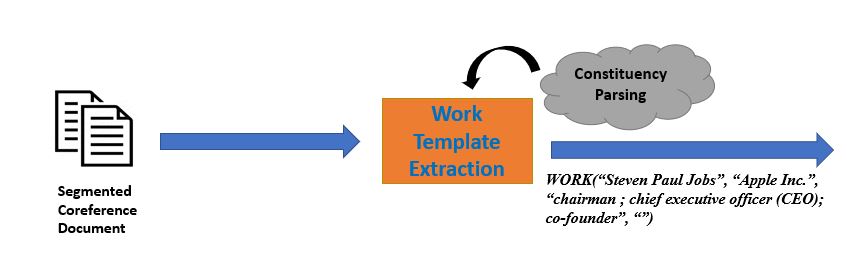 Constituency
Parsing
Work
Template
Extraction
Segmented
Coreference
Document
WORK(“Steven Paul Jobs”, “Apple Inc.”,
“chairman ; chief executive officer (CEO);
co-founder”, “”)